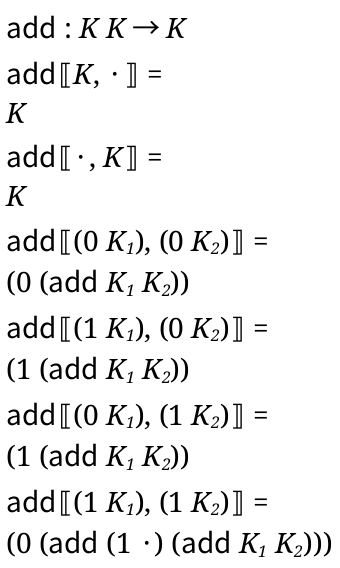 add : K K → K
add⟦K, · ⟧ =
K
add⟦ · , K⟧ =
K
add⟦(0 K₁), (0 K₂)⟧ =
(0 (add K₁ K₂))
add⟦(1 K₁), (0 K₂)⟧ =
(1 (add K₁ K₂))
add⟦(0 K₁), (1 K₂)⟧ =
(1 (add K₁ K₂))
add⟦(1 K₁), (1 K₂)⟧ =
(0 (add (1 ·) (add K₁ K₂)))